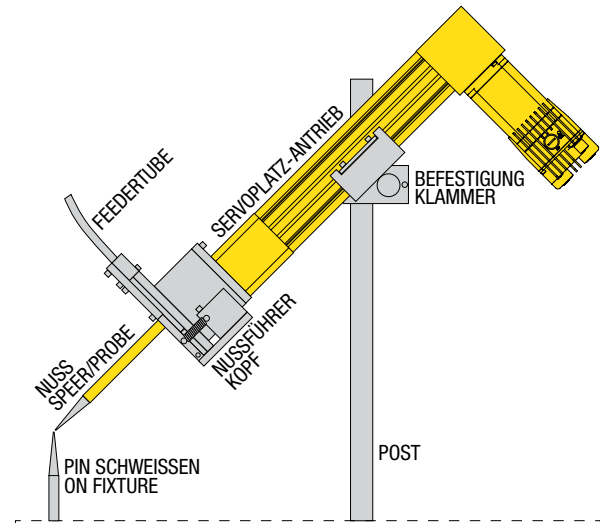 SERVOPLATZ-ANTRIEB
FEEDERTUBE
BEFESTIGUNG
KLAMMER
NUSSFÜHRER
KOPF
NUSS
SPEER/PROBE
PIN SCHWEISSEN
ON FIXTURE
POST